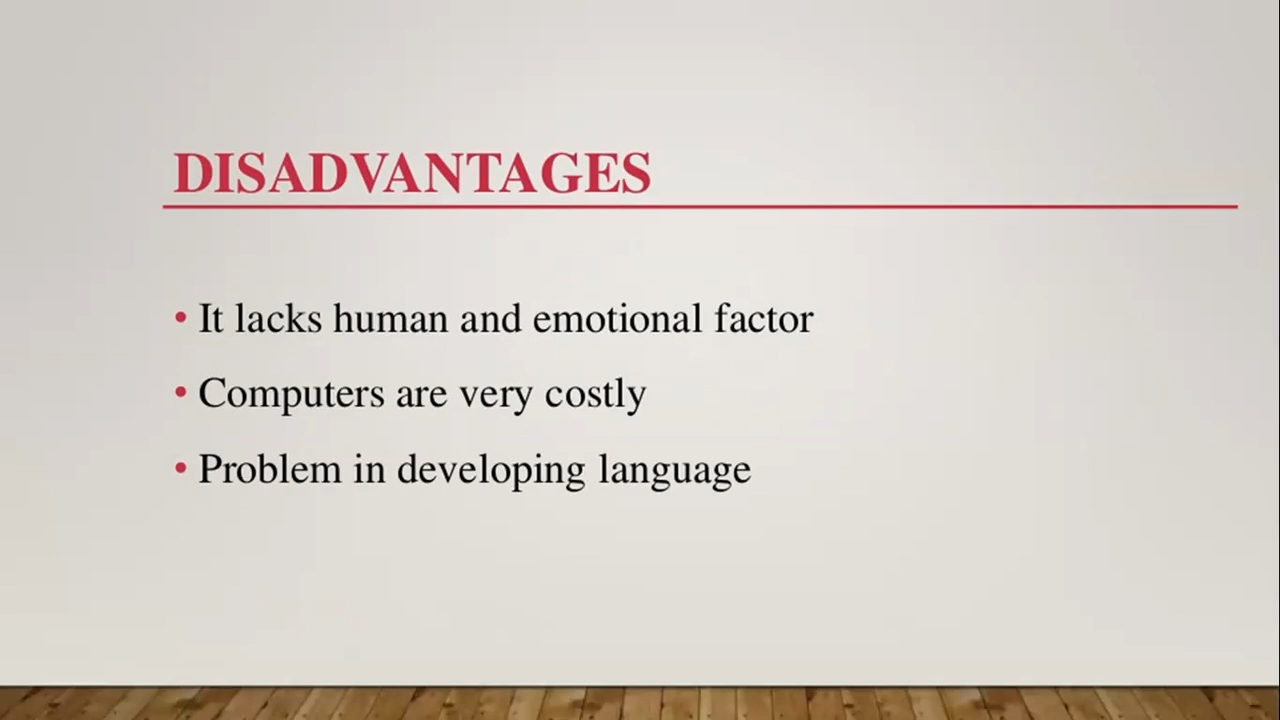 DISADVANTAGES
• It lacks human and emotional factor
• Computers are very costly
• Problem in developing language